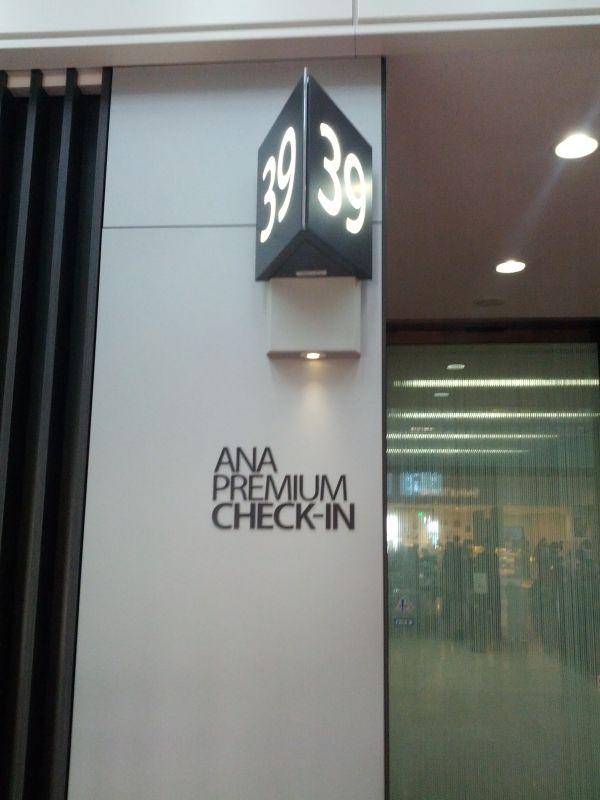 39 39
ANA
PREMIUM
CHECK-IN